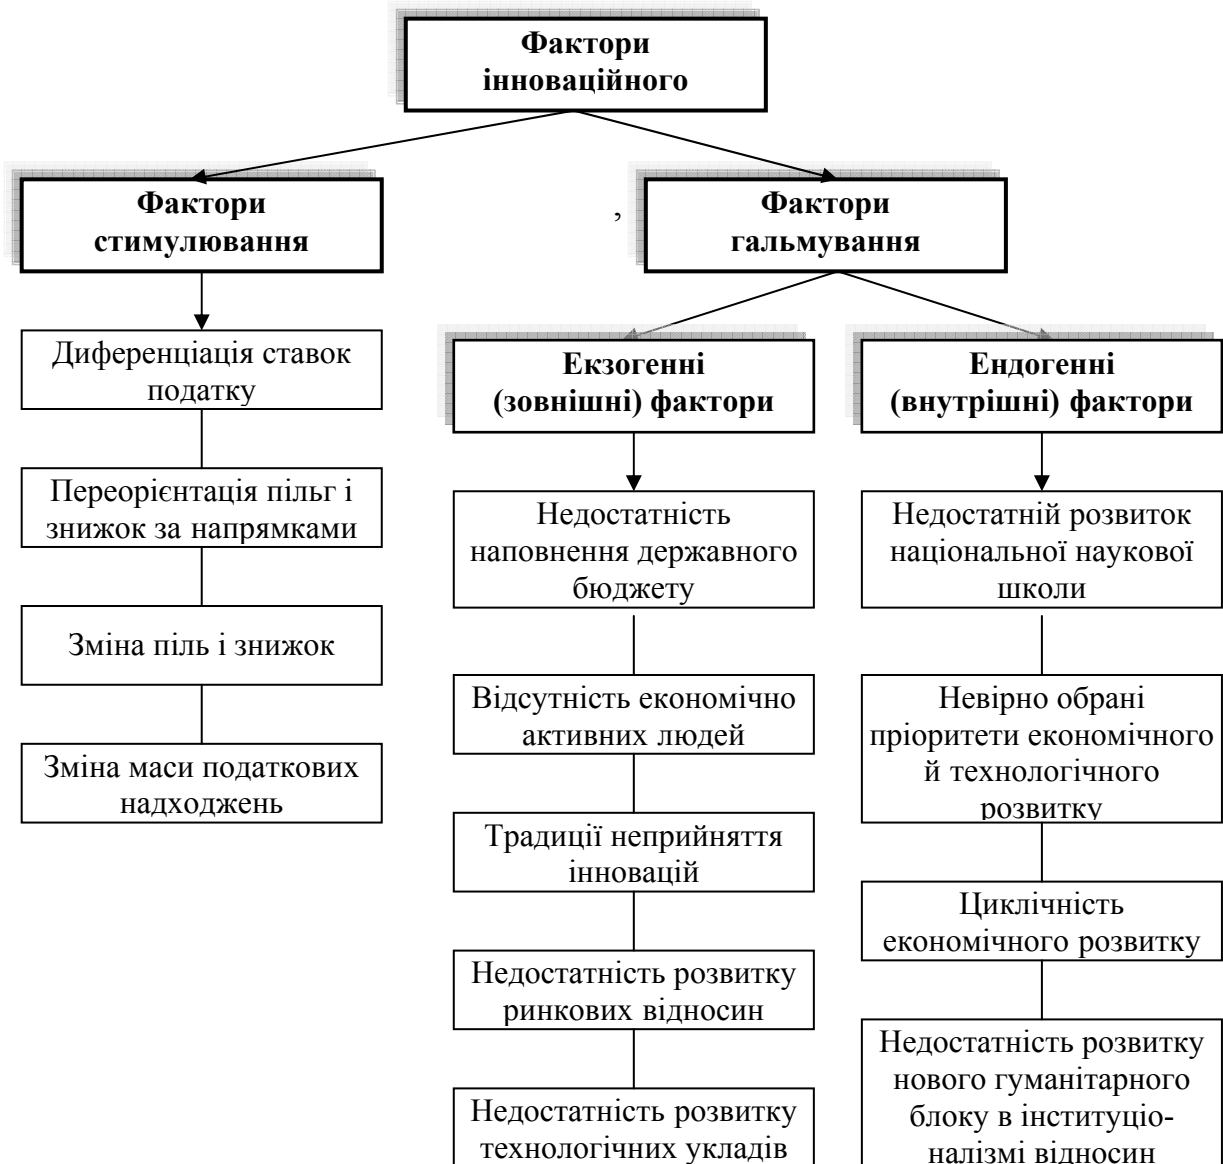 Фактори
інноваційного
Фактори
стимулювання
,
Фактори
гальмування
Диференціація ставок
податку
Переорієнтація пільг і
знижок за напрямками
Зміна піль і знижок
Зміна маси податкових
надходжень
Екзогенні
(зовнішні) фактори
Недостатність
наповнення державного
бюджету
Відсутність економічно
активних людей
Традиції неприйняття
інновацій
Недостатність розвитку
ринкових відносин
Недостатність розвитку
технологічних укладів
Ендогенні
(внутрішні) фактори
Недостатній розвиток
національної наукової
школи
Невірно обрані
пріоритети економічного
й технологічного
розвитку
Циклічність
економічного розвитку
Недостатність розвитку
нового гуманітарного
блоку в інституціо-
налізмі відносин